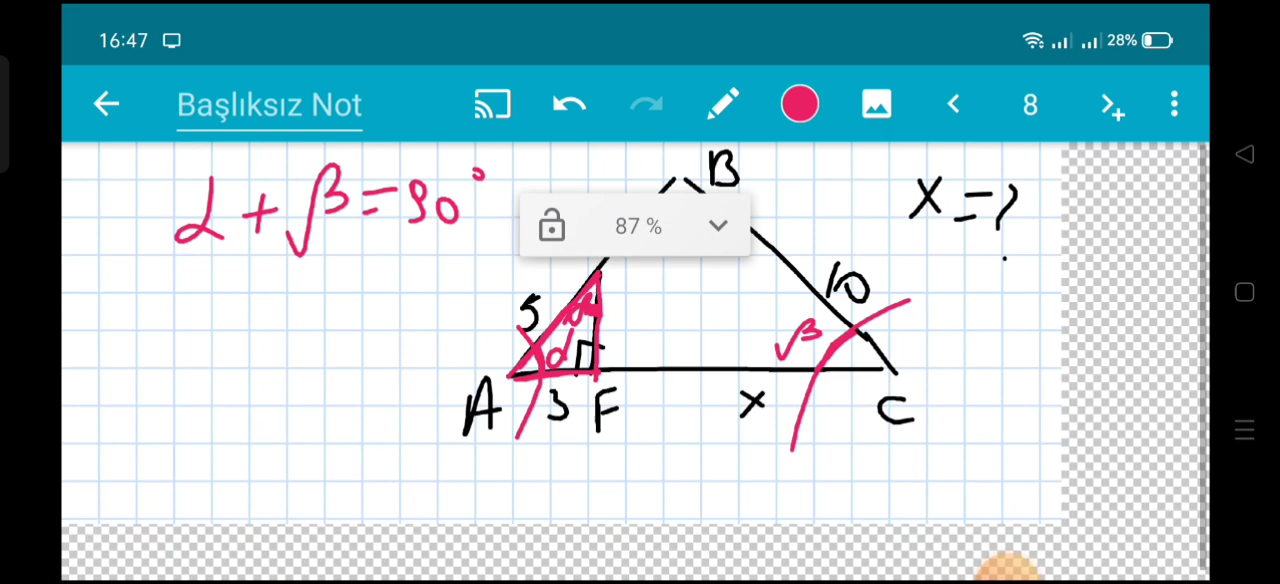 16:47 28%
Başlıksız Not 8
α + β = 90°
B
x = ?
87 %
5
10
α
β
A 3 F x C